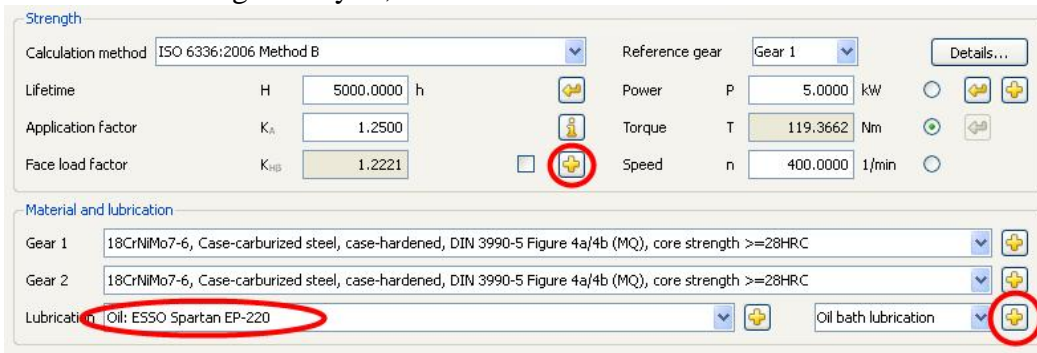 Strength
Calculation method ISO 6336:2006 Method B Reference gear Gear 1 Details...
Lifetime H 5000.0000 h Power P 5.0000 kW
Application factor KA 1.2500 Torque T 119.3662 Nm
Face load factor KHβ 1.2221 Speed n 400.0000 1/min
Material and lubrication
Gear 1 18CrNiMo7-6, Case-carburized steel, case-hardened, DIN 3990-5 Figure 4a/4b (MQ), core strength >=28HRC
Gear 2 18CrNiMo7-6, Case-carburized steel, case-hardened, DIN 3990-5 Figure 4a/4b (MQ), core strength >=28HRC
Lubrication Oil: ESSO Spartan EP-220 Oil bath lubrication